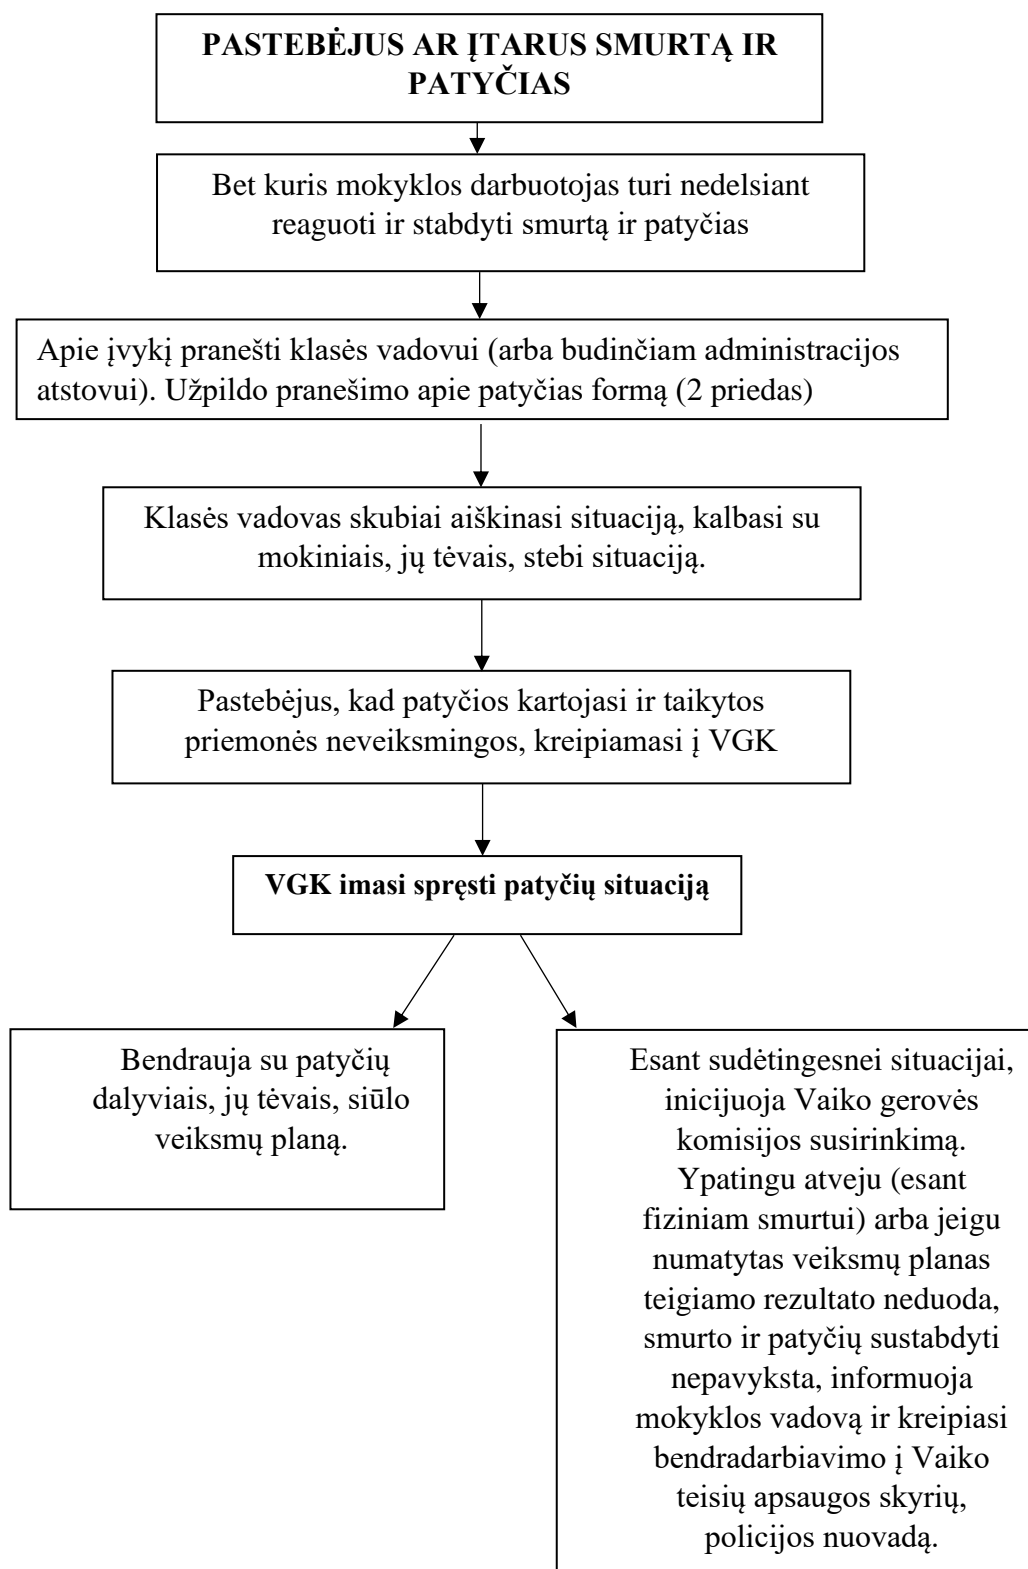 PASTEBĖJUS AR ĮTARUS SMURTĄ IR
PATYČIAS
Bet kuris mokyklos darbuotojas turi nedelsiant
reaguoti ir stabdyti smurtą ir patyčias
Apie įvykį pranešti klasės vadovui (arba budinčiam administracijos
atstovui). Užpildo pranešimo apie patyčias formą (2 priedas)
Klasės vadovas skubiai aiškinasi situaciją, kalbasi su
mokiniais, jų tėvais, stebi situaciją.
Pastebėjus, kad patyčios kartojasi ir taikytos
priemonės neveiksmingos, kreipiamasi į VGK
VGK imasi spręsti patyčių situaciją
Bendrauja su patyčių
dalyviais, jų tėvais, siūlo
veiksmų planą.
Esant sudėtingesnei situacijai,
inicijuoja Vaiko gerovės
komisijos susirinkimą.
Ypatingu atveju (esant
fiziniam smurtui) arba jeigu
numatytas veiksmų planas
teigiamo rezultato neduoda,
smurto ir patyčių sustabdyti
nepavyksta, informuoja
mokyklos vadovą ir kreipiasi
bendradarbiavimo į Vaiko
teisių apsaugos skyrių,
policijos nuovadą.